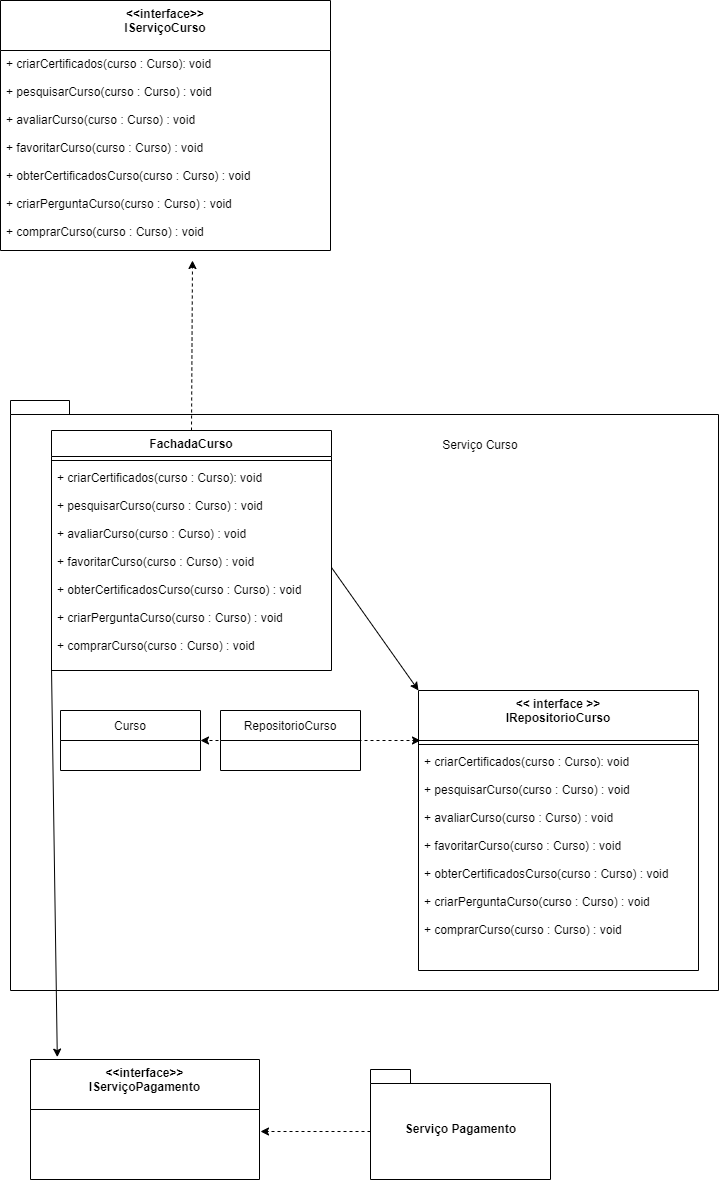 <<interface>>
IServiçoCurso
+ criarCertificados(curso : Curso): void
+ pesquisarCurso(curso : Curso) : void
+ avaliarCurso(curso : Curso) : void
+ favoritarCurso(curso : Curso) : void
+ obterCertificadosCurso(curso : Curso) : void
+ criarPerguntaCurso(curso : Curso) : void
+ comprarCurso(curso : Curso) : void
FachadaCurso
Serviço Curso
+ criarCertificados(curso : Curso): void
+ pesquisarCurso(curso : Curso) : void
+ avaliarCurso(curso : Curso) : void
+ favoritarCurso(curso : Curso) : void
+ obterCertificadosCurso(curso : Curso) : void
+ criarPerguntaCurso(curso : Curso) : void
+ comprarCurso(curso : Curso) : void
Curso
RepositorioCurso
<< interface >>
IRepositorioCurso
+ criarCertificados(curso : Curso): void
+ pesquisarCurso(curso : Curso) : void
+ avaliarCurso(curso : Curso) : void
+ favoritarCurso(curso : Curso) : void
+ obterCertificadosCurso(curso : Curso) : void
+ criarPerguntaCurso(curso : Curso) : void
+ comprarCurso(curso : Curso) : void
<<interface>>
IServiçoPagamento
Serviço Pagamento